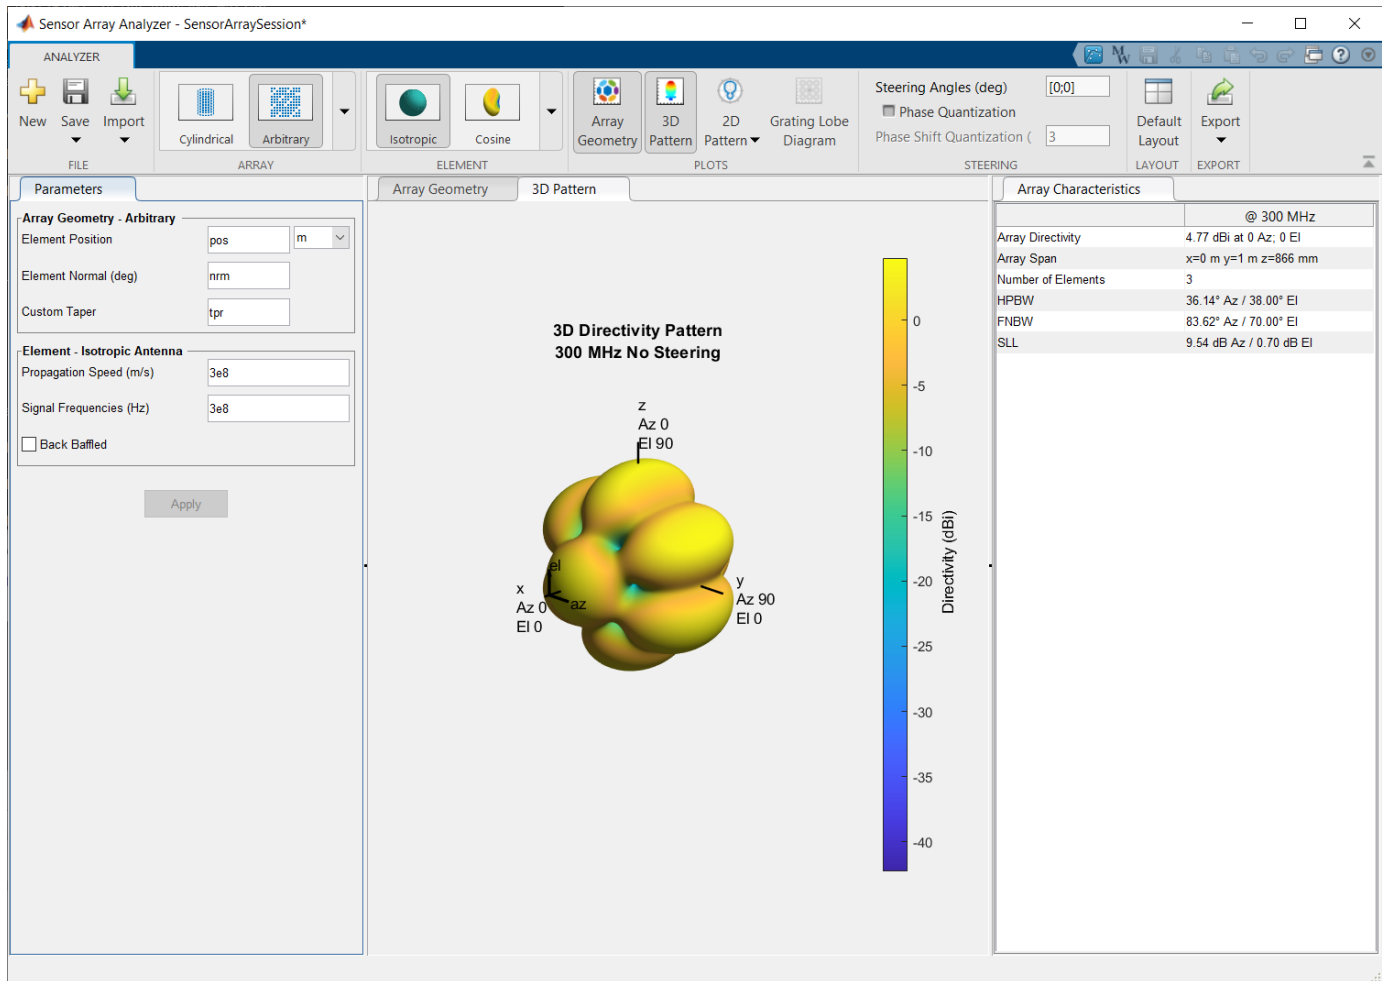 Sensor Array Analyzer - SensorArraySession*
ANALYZER
New
Save
Import
FILE
Cylindrical
Arbitrary
ARRAY
Isotropic
Cosine
ELEMENT
Array
Geometry
3D
Pattern
2D
Pattern
Grating Lobe
Diagram
PLOTS
Steering Angles (deg)
[0;0]
Phase Quantization
Phase Shift Quantization (
3
STEERING
Default
Layout
LAYOUT
Export
EXPORT
Parameters
Array Geometry - Arbitrary
Element Position
pos
m
Element Normal (deg)
nrm
Custom Taper
tpr
Element - Isotropic Antenna
Propagation Speed (m/s)
3e8
Signal Frequencies (Hz)
3e8
Back Baffled
Apply
Array Geometry
3D Pattern
3D Directivity Pattern
300 MHz No Steering
z
Az 0
El 90
x
Az 0
El 0
el
az
y
Az 90
El 0
0
-5
-10
-15
-20
-25
-30
-35
-40
Directivity (dBi)
Array Characteristics
@ 300 MHz
Array Directivity 4.77 dBi at 0 Az; 0 El
Array Span x=0 m y=1 m z=866 mm
Number of Elements 3
HPBW 36.14° Az / 38.00° El
FNBW 83.62° Az / 70.00° El
SLL 9.54 dB Az / 0.70 dB El